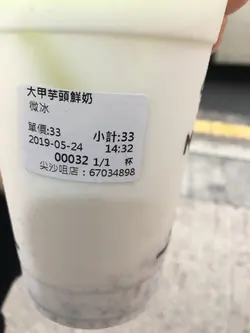 大甲芋頭鮮奶
微冰
單價:33 小計:33
2019-05-24 14:32
00032 1/1 杯
尖沙咀店:67034898